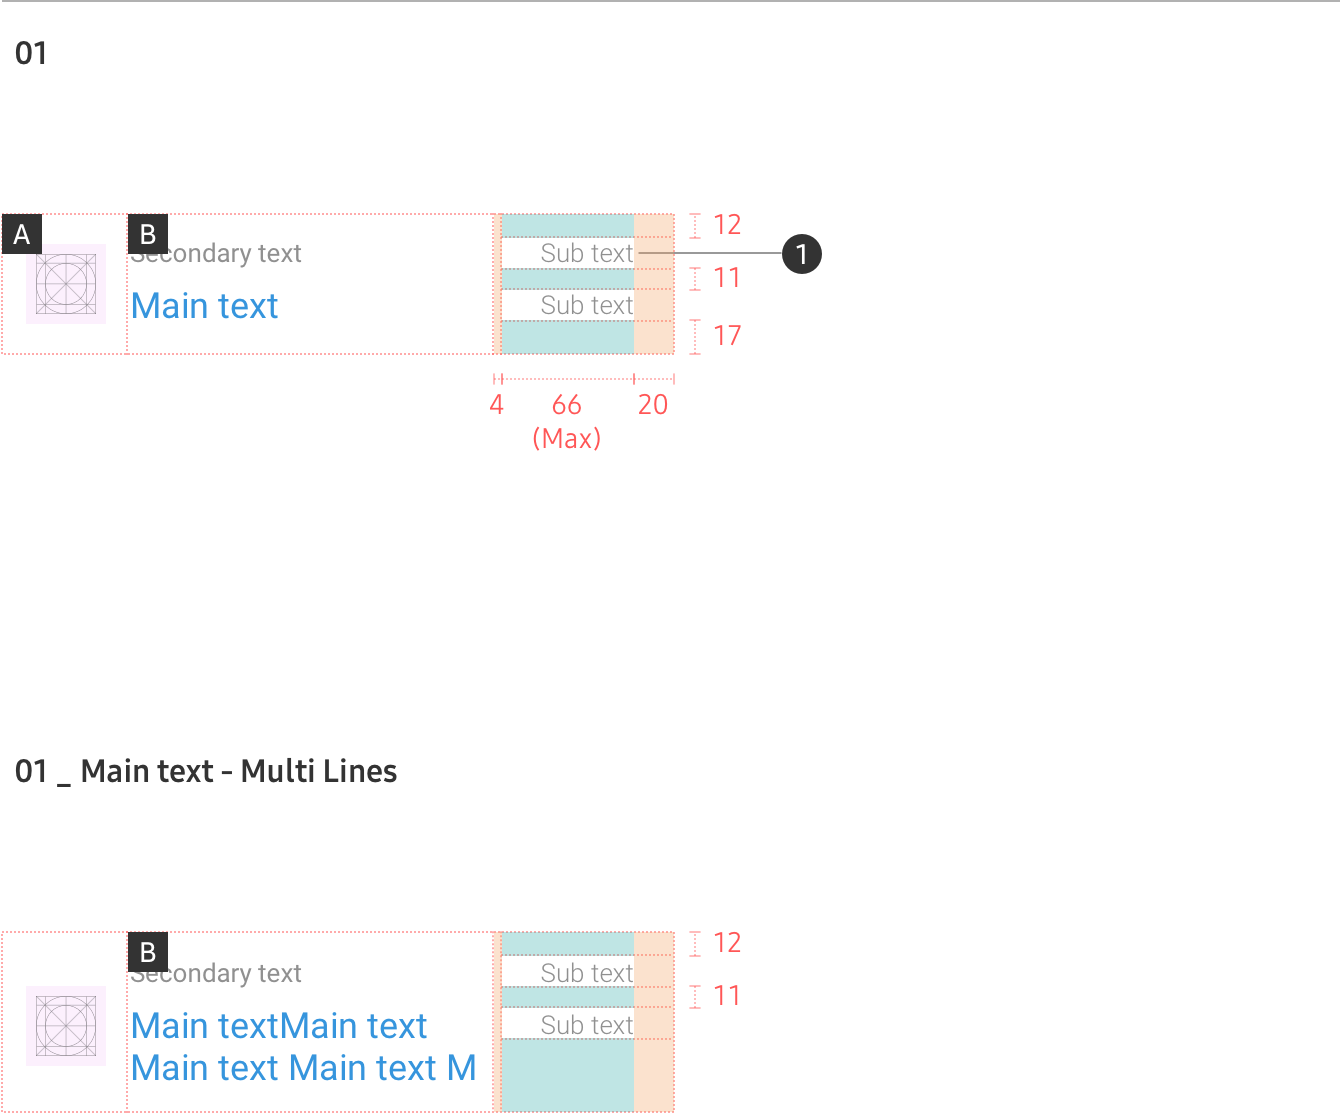 01
A
B
Secondary text
Main text
Sub text
Sub text
1
12
11
17
4
66
20
(Max)
01 _ Main text - Multi Lines
B
Secondary text
Main textMain text
Main text Main text M
Sub text
Sub text
12
11